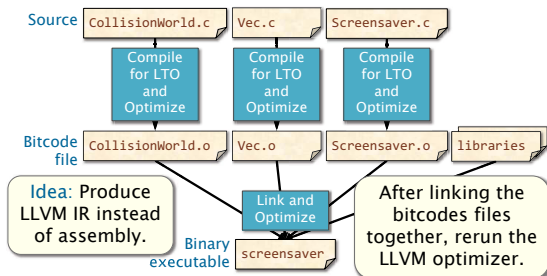 Source
CollisionWorld.c
Vec.c
Screensaver.c
Compile
for LTO
and
Optimize
Compile
for LTO
and
Optimize
Compile
for LTO
and
Optimize
Bitcode
file
CollisionWorld.o
Vec.o
Screensaver.o
libraries
Idea: Produce
LLVM IR instead
of assembly.
Link and
Optimize
After linking the
bitcodes files
together, rerun the
LLVM optimizer.
Binary
executable
screensaver